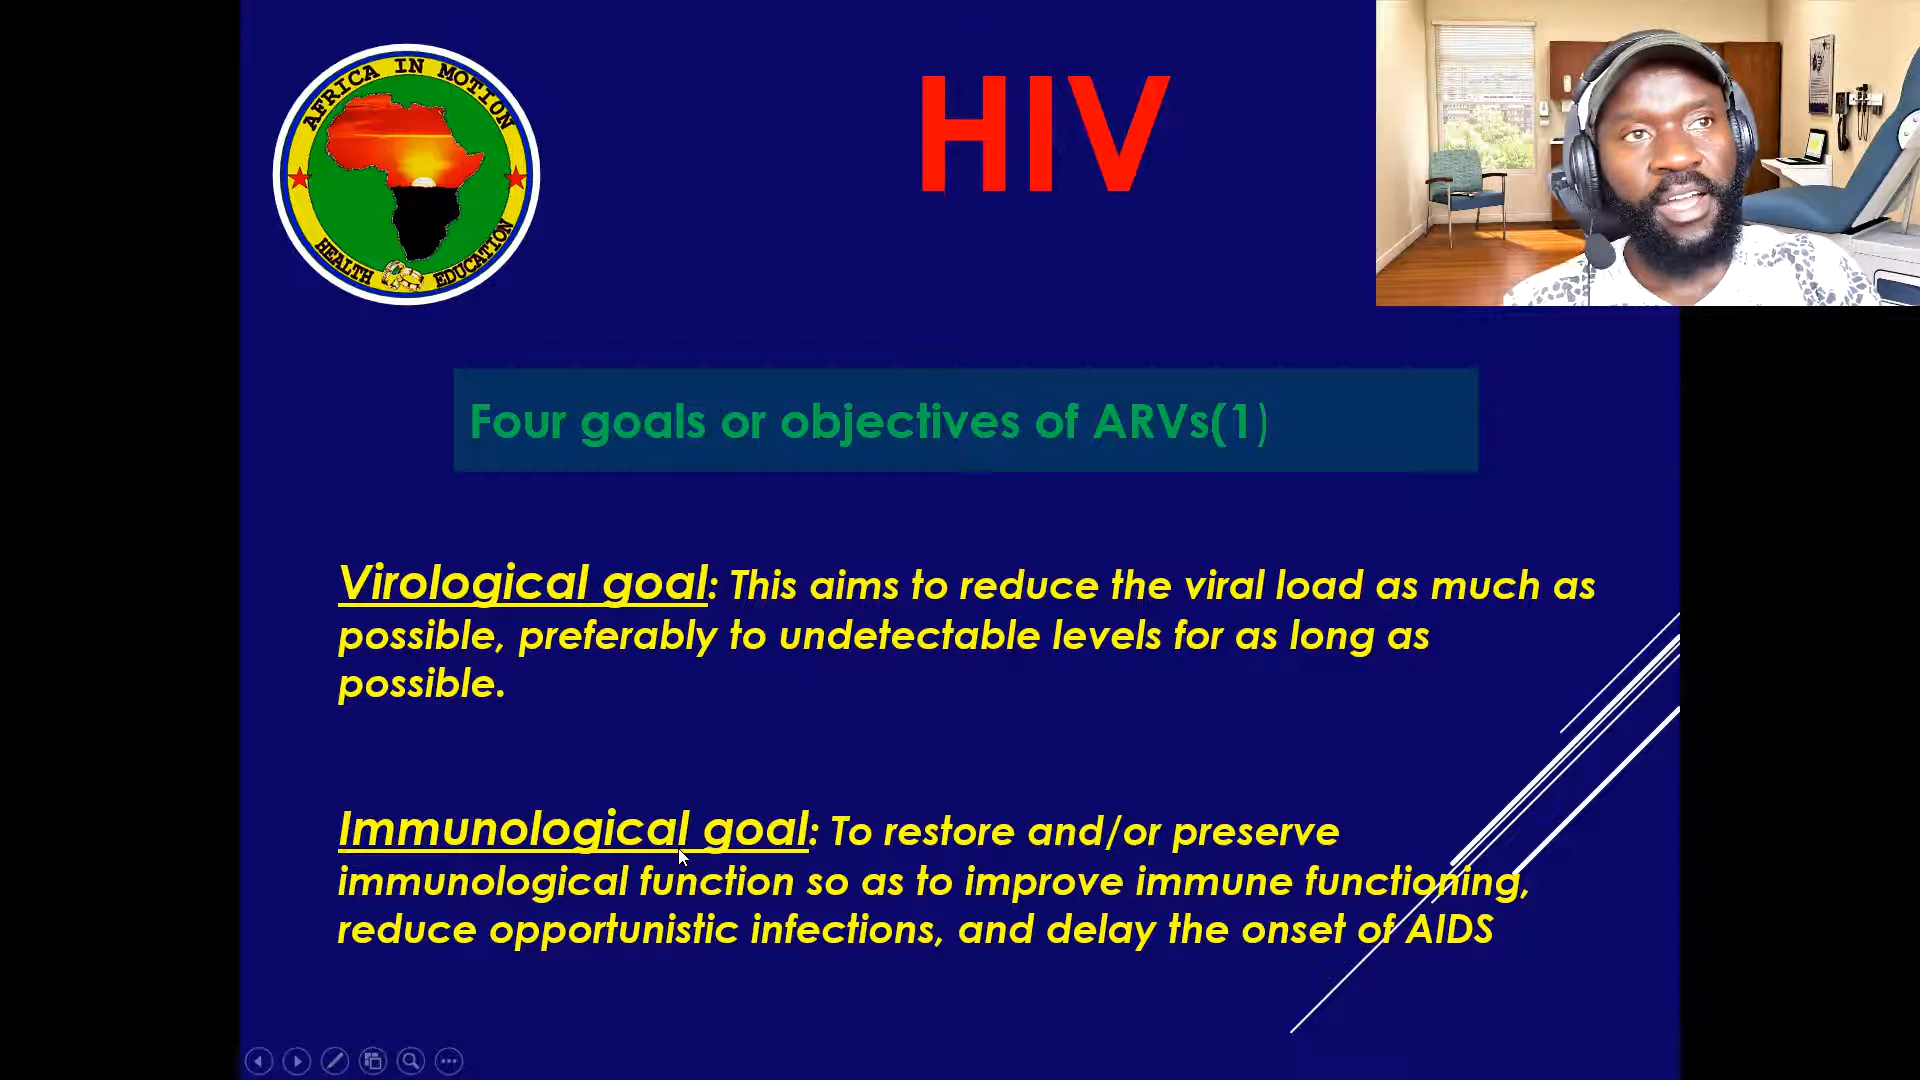 AFRICA IN MOTION
HEALTH EDUCATION
HIV
Four goals or objectives of ARVs(1)
Virological goal: This aims to reduce the viral load as much as
possible, preferably to undetectable levels for as long as
possible.
Immunological goal: To restore and/or preserve
immunological function so as to improve immune functioning,
reduce opportunistic infections, and delay the onset of AIDS